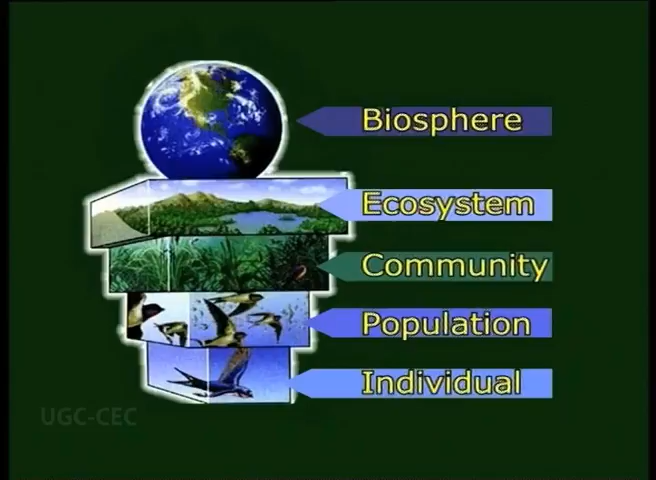 Biosphere
Ecosystem
Community
Population
Individual
UGC-CEC